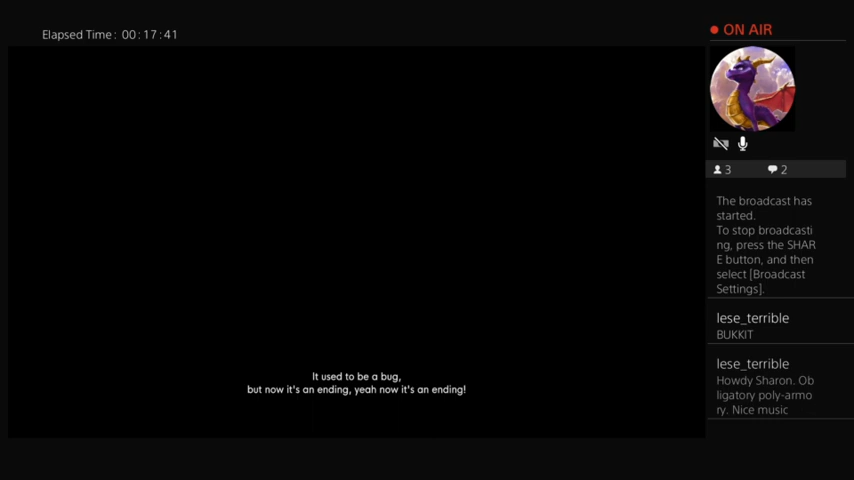 Elapsed Time: 00:17:41
ON AIR
3
2
The broadcast has
started.
To stop broadcasti
ng, press the SHAR
E button, and then
select [Broadcast
Settings].
lese_terrible
BUKKIT
lese_terrible
Howdy Sharon. Ob
ligatory poly-armo
ry. Nice music
It used to be a bug,
but now it's an ending, yeah now it's an ending!